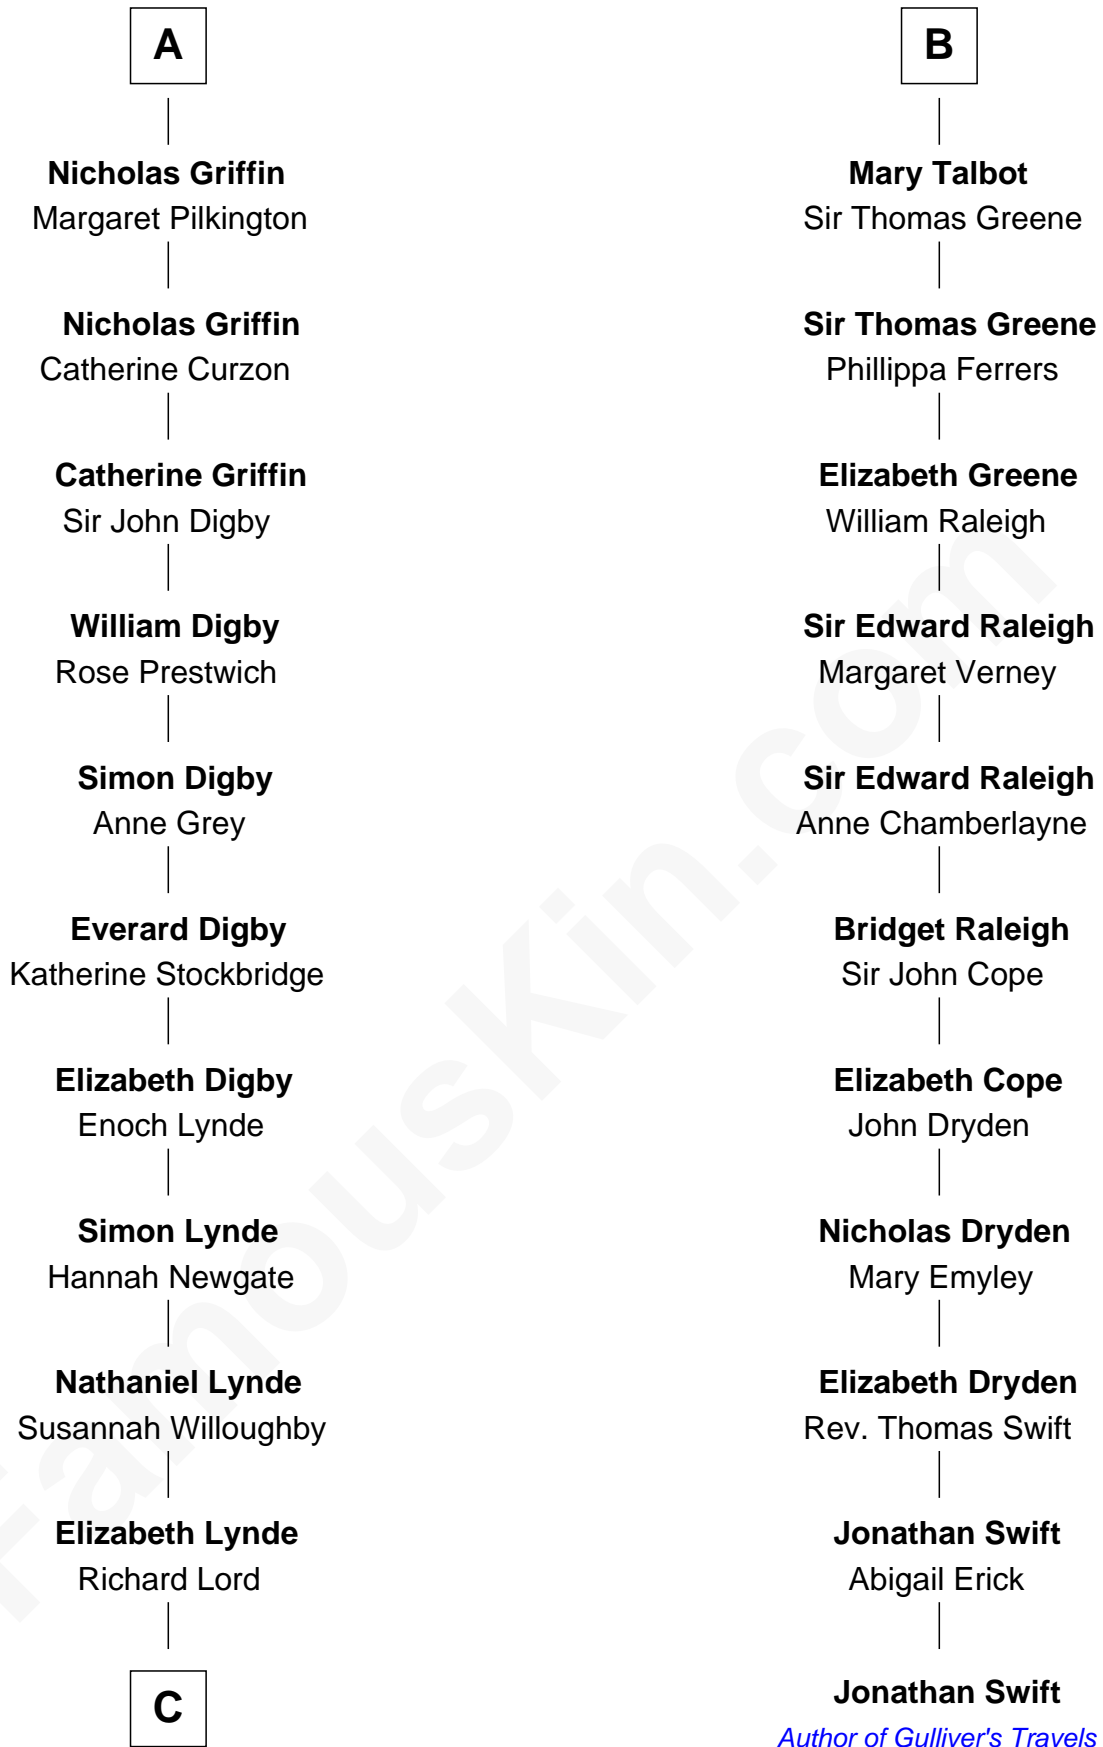 A
Nicholas Griffin
Margaret Pilkington
Nicholas Griffin
Catherine Curzon
Catherine Griffin
Sir John Digby
William Digby
Rose Prestwich
Simon Digby
Anne Grey
Everard Digby
Katherine Stockbridge
Elizabeth Digby
Enoch Lynde
Simon Lynde
Hannah Newgate
Nathaniel Lynde
Susannah Willoughby
Elizabeth Lynde
Richard Lord
C
B
Mary Talbot
Sir Thomas Greene
Sir Thomas Greene
Phillippa Ferrers
Elizabeth Greene
William Raleigh
Sir Edward Raleigh
Margaret Verney
Sir Edward Raleigh
Anne Chamberlayne
Bridget Raleigh
Sir John Cope
Elizabeth Cope
John Dryden
Nicholas Dryden
Mary Emyley
Elizabeth Dryden
Rev. Thomas Swift
Jonathan Swift
Abigail Erick
Jonathan Swift
Author of Gulliver's Travels
FamousKin.com